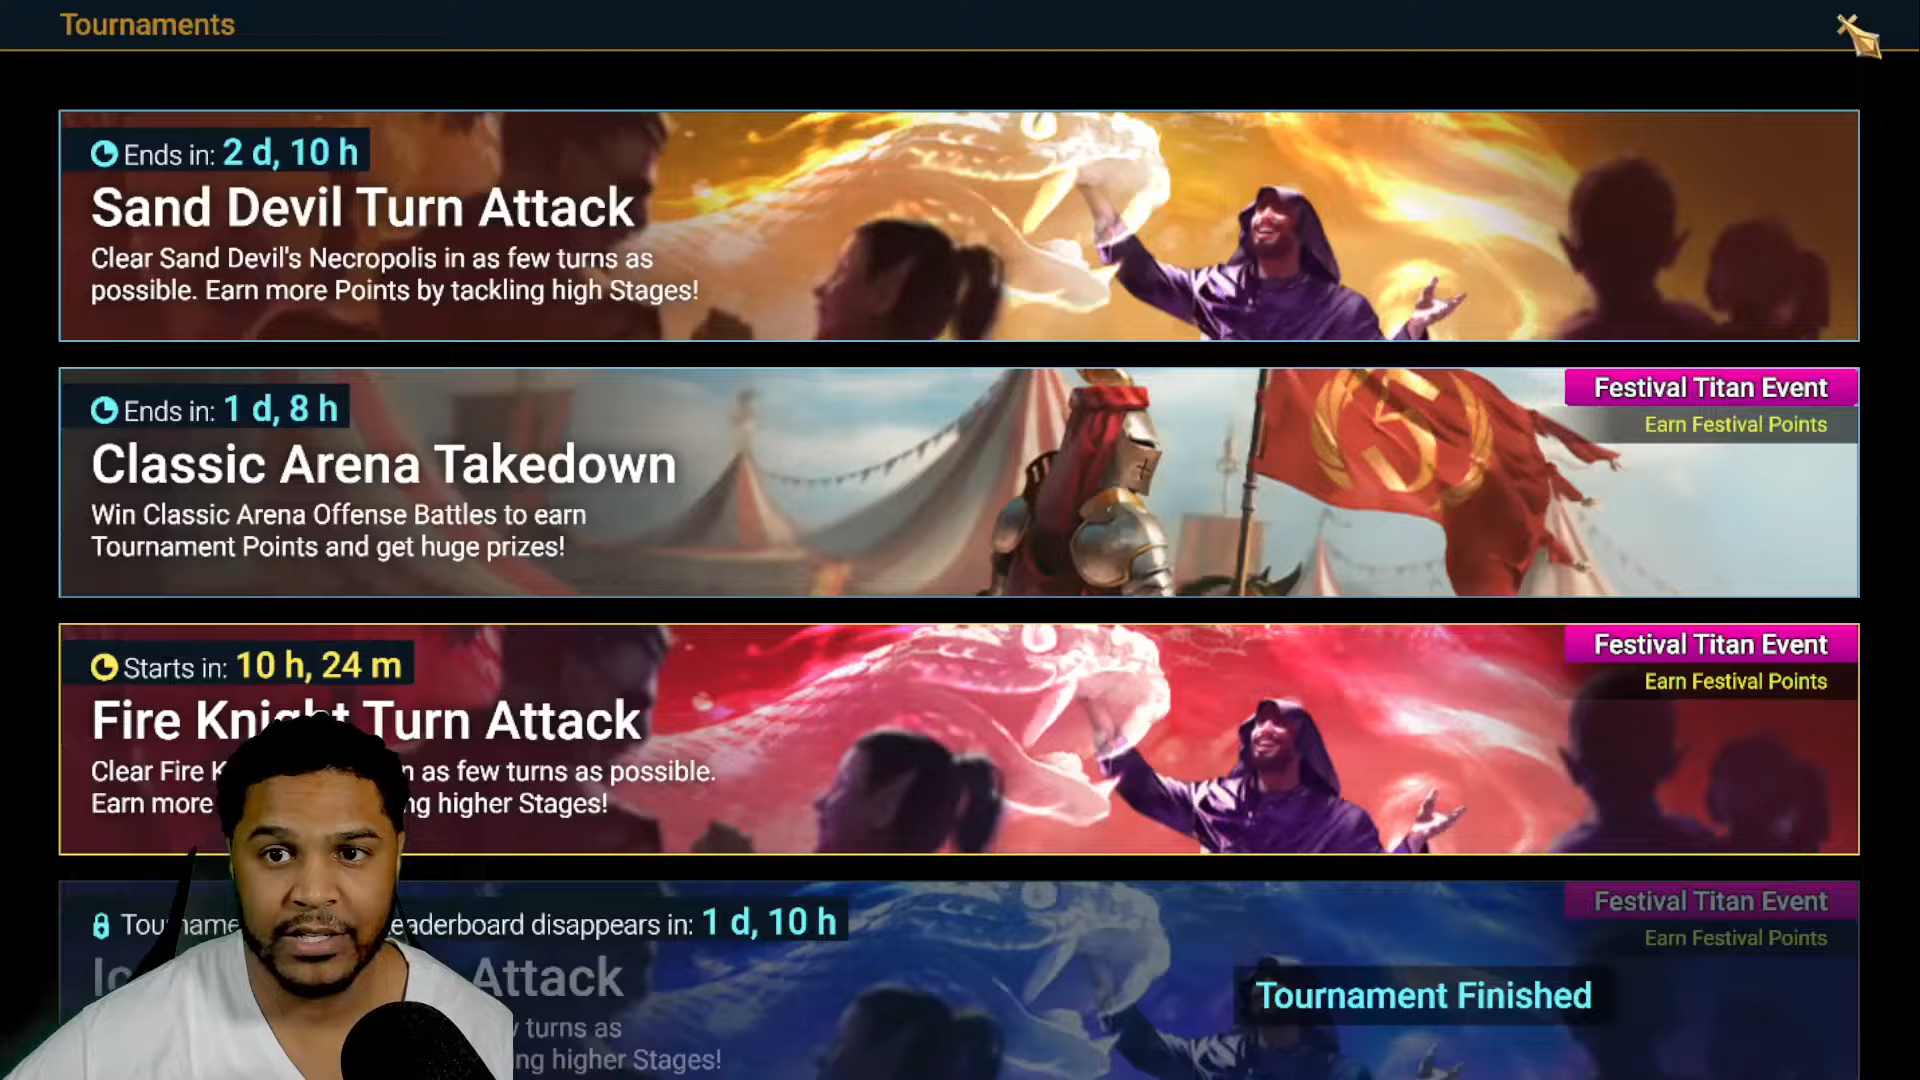 Tournaments
Ends in: 2 d, 10 h
Sand Devil Turn Attack
Clear Sand Devil's Necropolis in as few turns as
possible. Earn more Points by tackling high Stages!
Ends in: 1 d, 8 h
Festival Titan Event
Earn Festival Points
Classic Arena Takedown
Win Classic Arena Offense Battles to earn
Tournament Points and get huge prizes!
Starts in: 10 h, 24 m
Festival Titan Event
Earn Festival Points
Fire Knight Turn Attack
Clear Fire in as few turns as possible.
Earn more higher Stages!
disappears in: 1 d, 10 h
Festival Titan Event
Earn Festival Points
Attack
Tournament Finished
turns as
higher Stages!
5